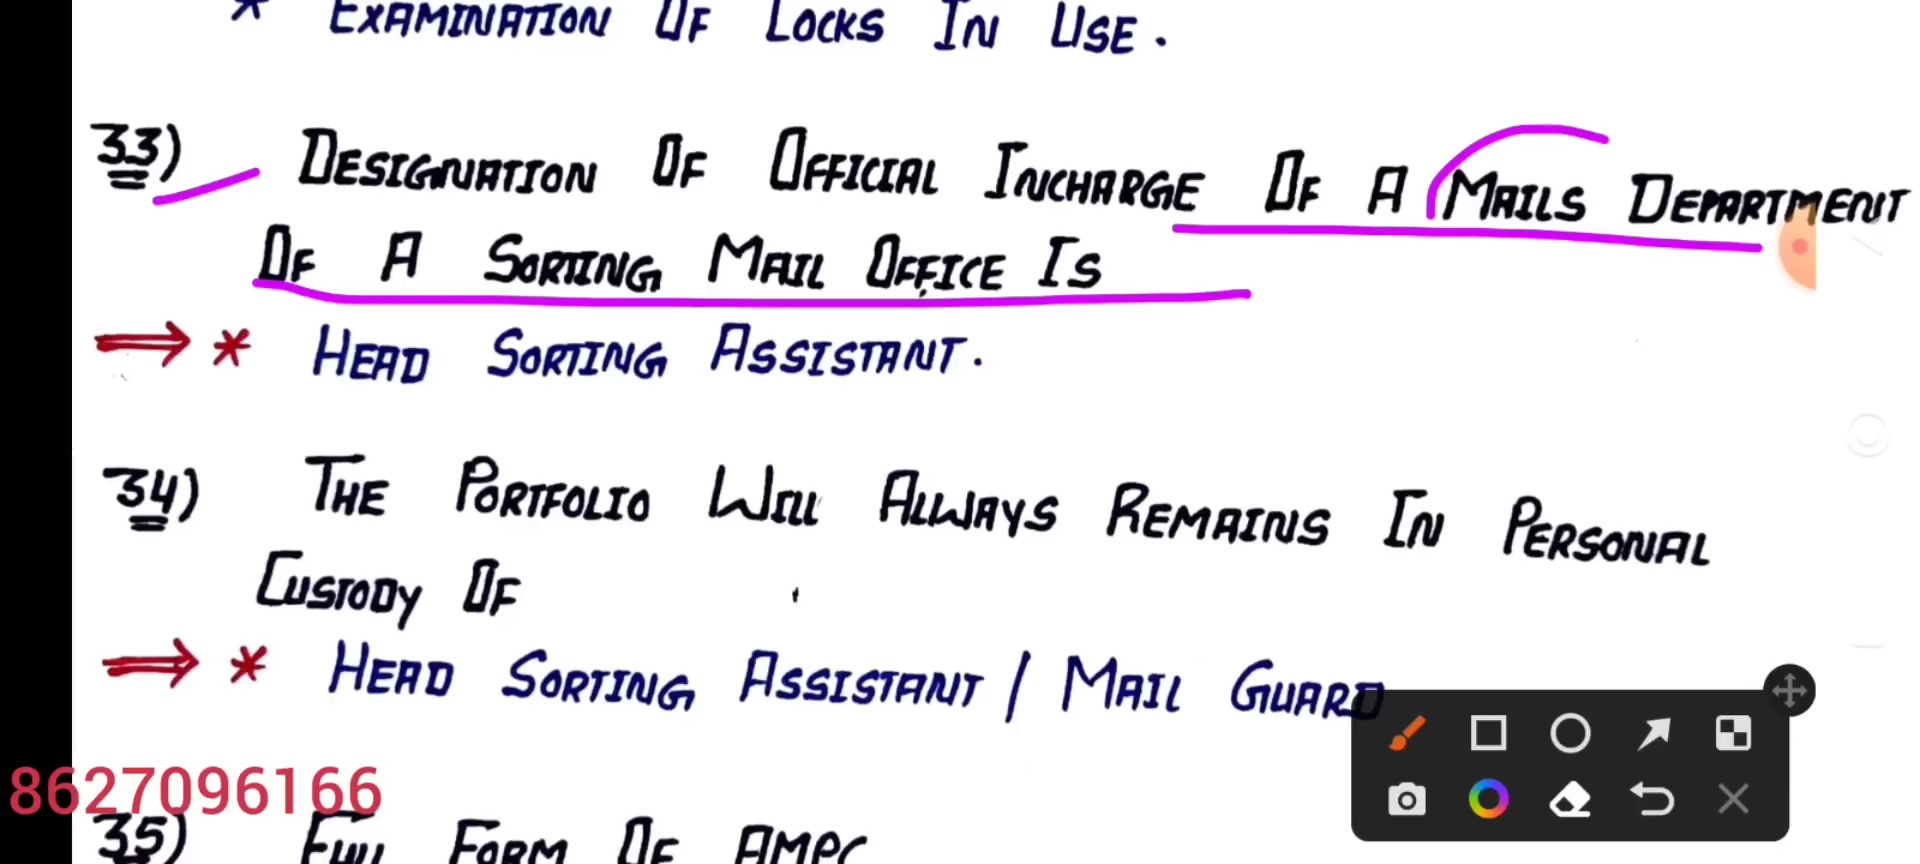 * EXAMINATION OF LOCKS IN USE.
33) DESIGNATION OF OFFICIAL INCHARGE OF A MAILS DEPARTMENT
OF A SORTING MAIL OFFICE IS
⇒ * HEAD SORTING ASSISTANT.
34) THE PORTFOLIO WILL ALWAYS REMAINS IN PERSONAL
CUSTODY OF
⇒ * HEAD SORTING ASSISTANT / MAIL GUARD
8627096166
35) FULL FORM OF AMPC